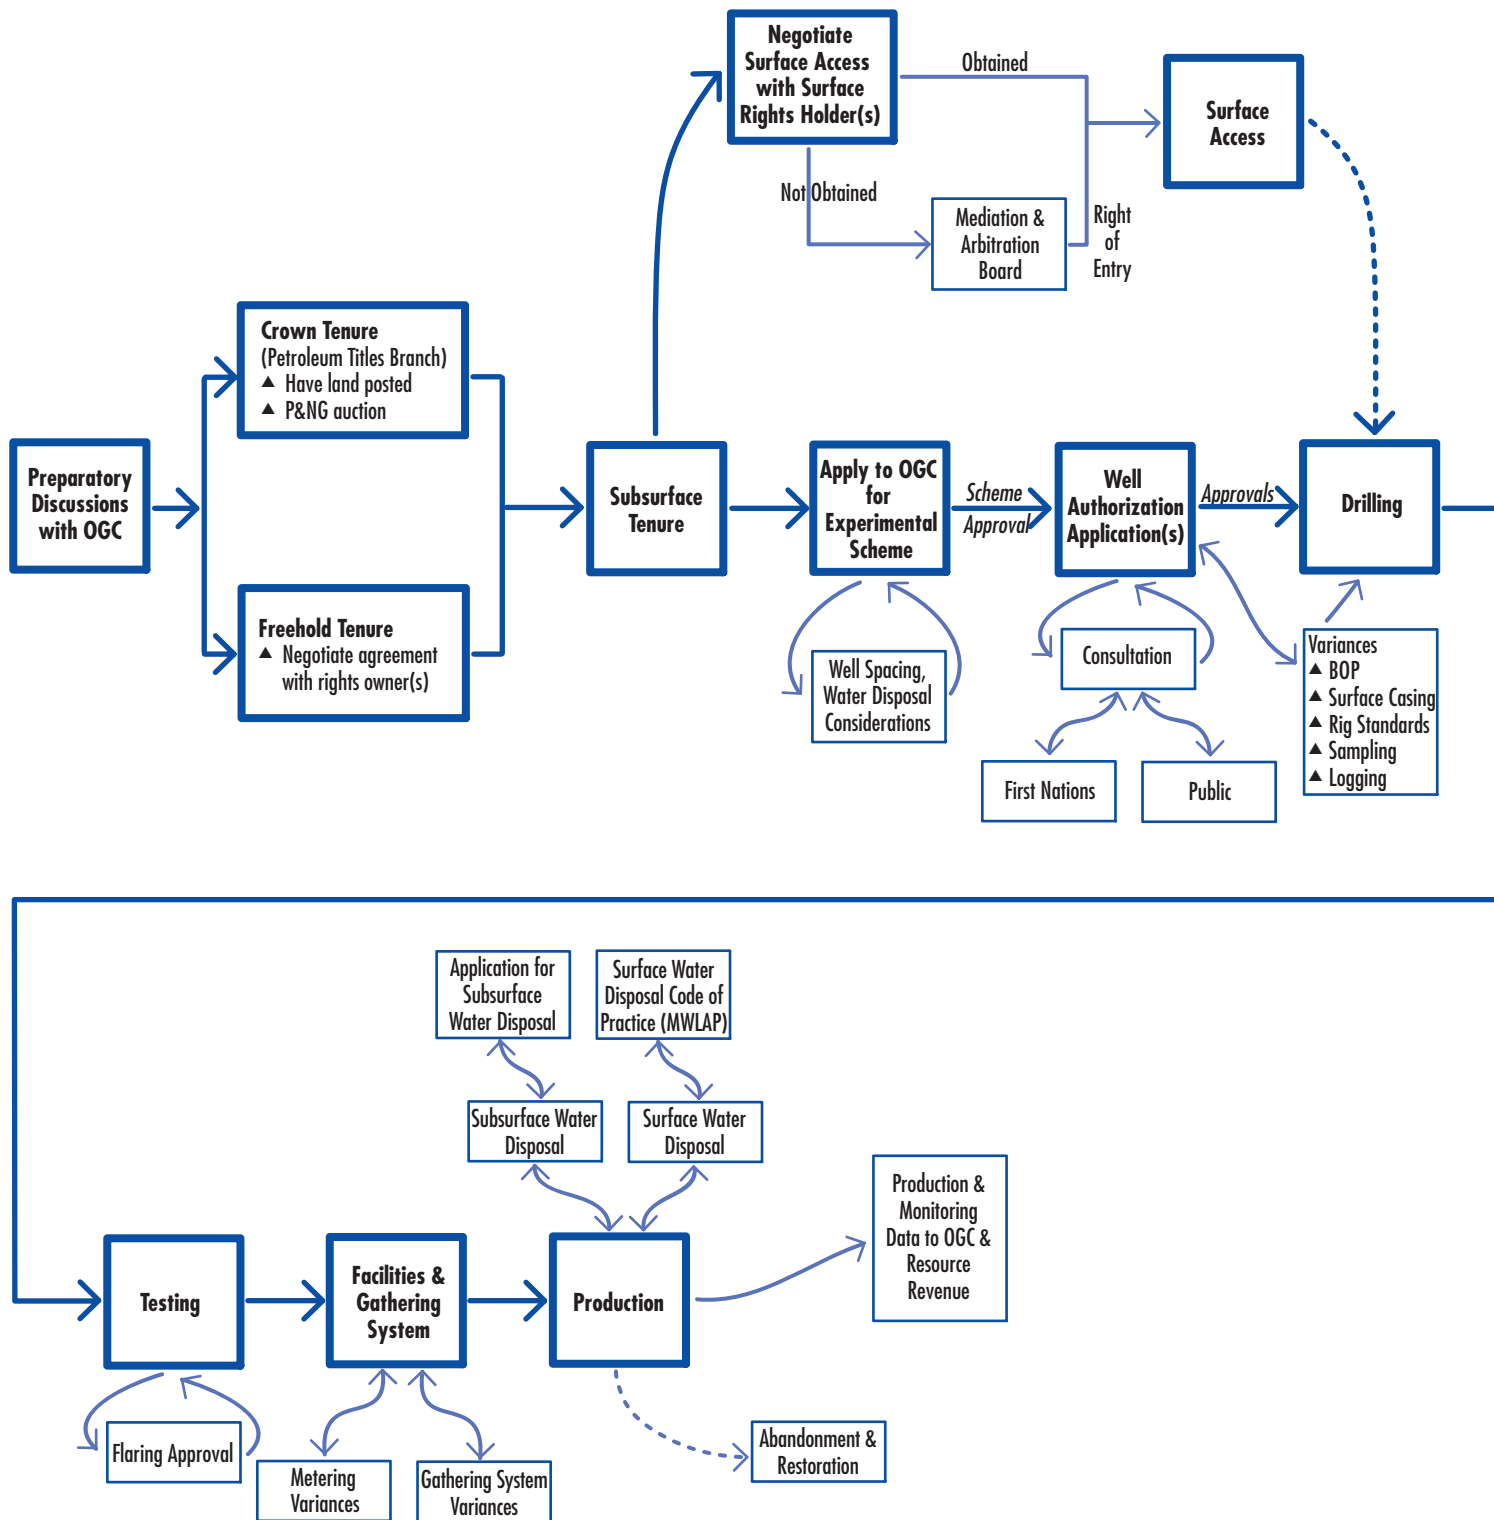 Negotiate
Surface Access
with Surface
Rights Holder(s)
Obtained
Surface
Access
Not Obtained
Mediation &
Arbitration
Board
Right
of
Entry
Crown Tenure
(Petroleum Titles Branch)
▲ Have land posted
▲ P&NG auction
Preparatory
Discussions
with OGC
Freehold Tenure
▲ Negotiate agreement
with rights owner(s)
Subsurface
Tenure
Apply to OGC
for
Experimental
Scheme
Scheme
Approval
Well
Authorization
Application(s)
Approvals
Drilling
Well Spacing,
Water Disposal
Considerations
Consultation
First Nations
Public
Variances
▲ BOP
▲ Surface Casing
▲ Rig Standards
▲ Sampling
▲ Logging
Application for
Subsurface
Water Disposal
Surface Water
Disposal Code of
Practice (MWLAP)
Subsurface Water
Disposal
Surface Water
Disposal
Production &
Monitoring
Data to OGC &
Resource
Revenue
Testing
Facilities &
Gathering
System
Production
Flaring Approval
Metering
Variances
Gathering System
Variances
Abandonment &
Restoration